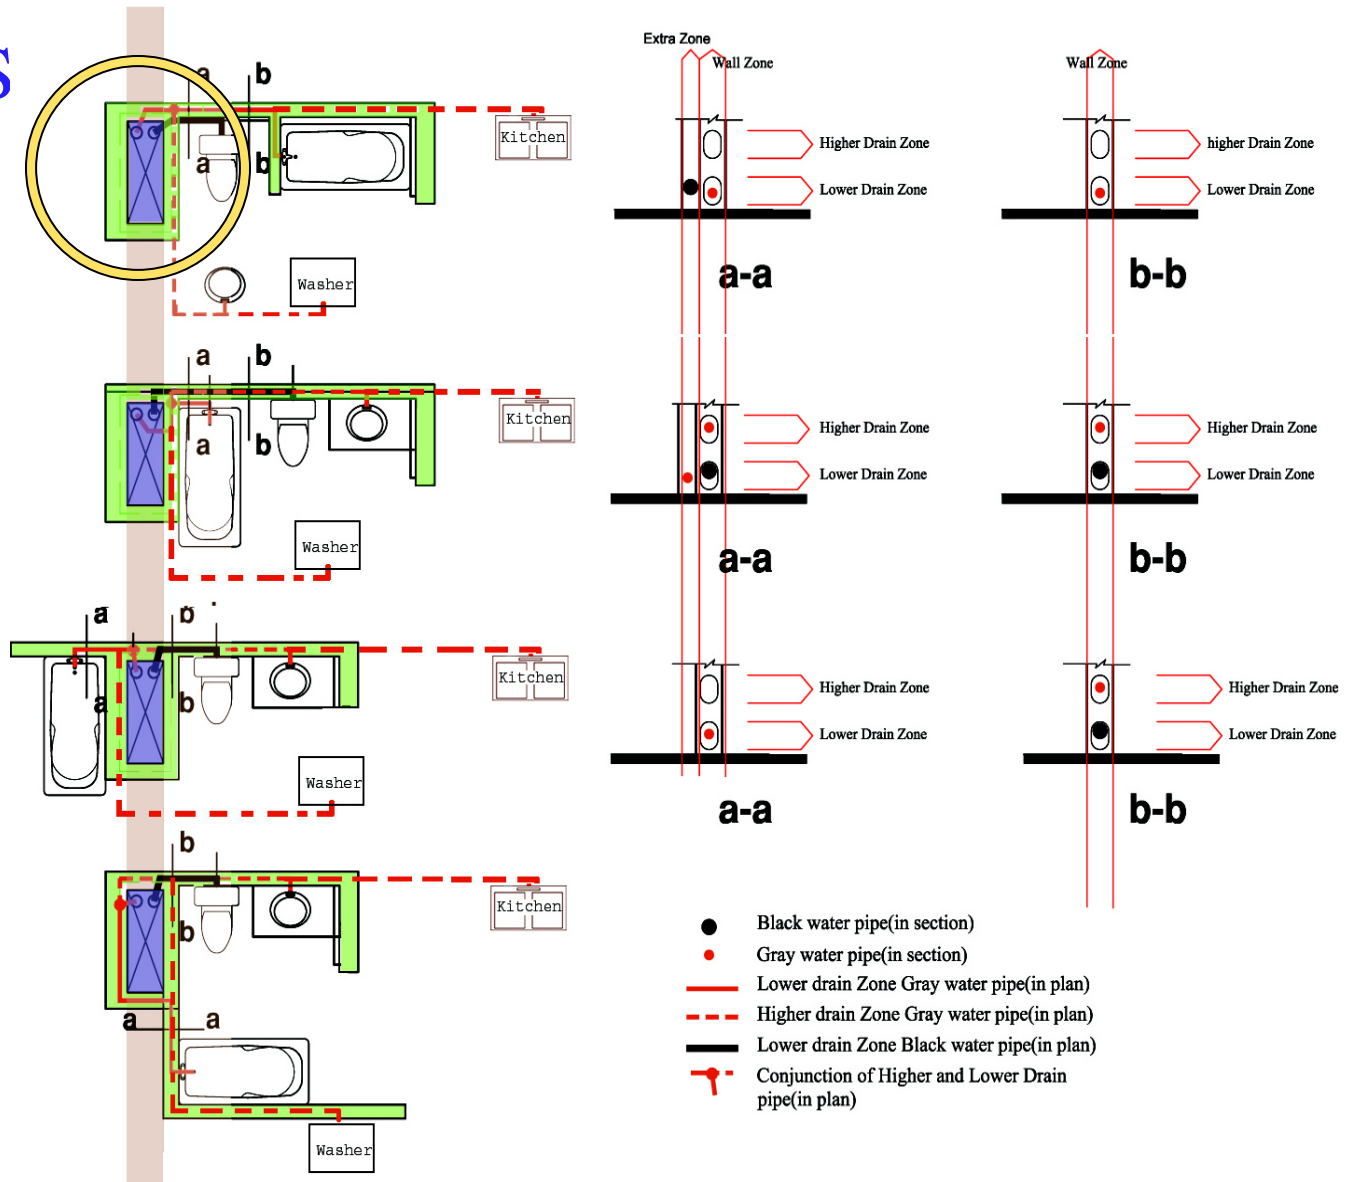 S
Extra Zone
Wall Zone
Wall Zone
a
b
Kitchen
a
b
Higher Drain Zone
Lower Drain Zone
higher Drain Zone
Lower Drain Zone
Washer
a-a
b-b
a
b
Kitchen
a
b
Higher Drain Zone
Lower Drain Zone
Higher Drain Zone
Lower Drain Zone
Washer
a-a
b-b
a
b
Kitchen
a
b
Higher Drain Zone
Lower Drain Zone
Higher Drain Zone
Lower Drain Zone
Washer
a-a
b-b
b
Kitchen
b
a
a
Washer
Black water pipe(in section)
Gray water pipe(in section)
Lower drain Zone Gray water pipe(in plan)
Higher drain Zone Gray water pipe(in plan)
Lower drain Zone Black water pipe(in plan)
Conjunction of Higher and Lower Drain
pipe(in plan)